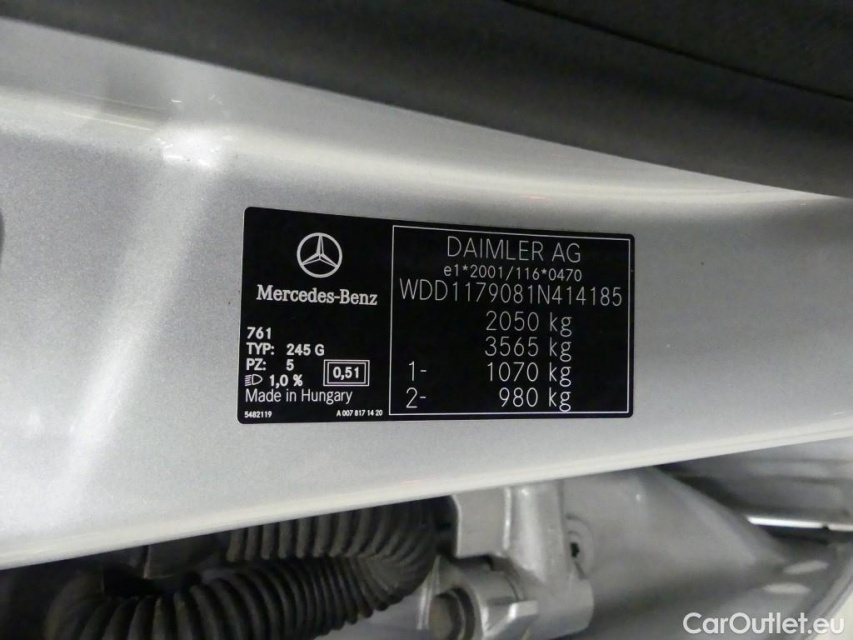 Mercedes-Benz
761
TYP: 245 G
PZ: 5
1,0 % 0,51
Made in Hungary
5482119 A 007 817 14 20
DAIMLER AG
e1*2001/116*0470
WDD1179081N414185
2050 kg
3565 kg
1- 1070 kg
2- 980 kg
CarOutlet.eu